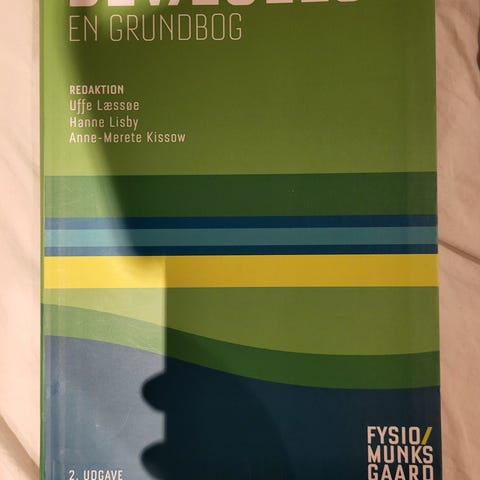 EN GRUNDBOG
REDAKTION
Uffe Læssøe
Hanne Lisby
Anne-Merete Kissow
FYSIO/
MUNKS
GAARD
2. UDGAVE